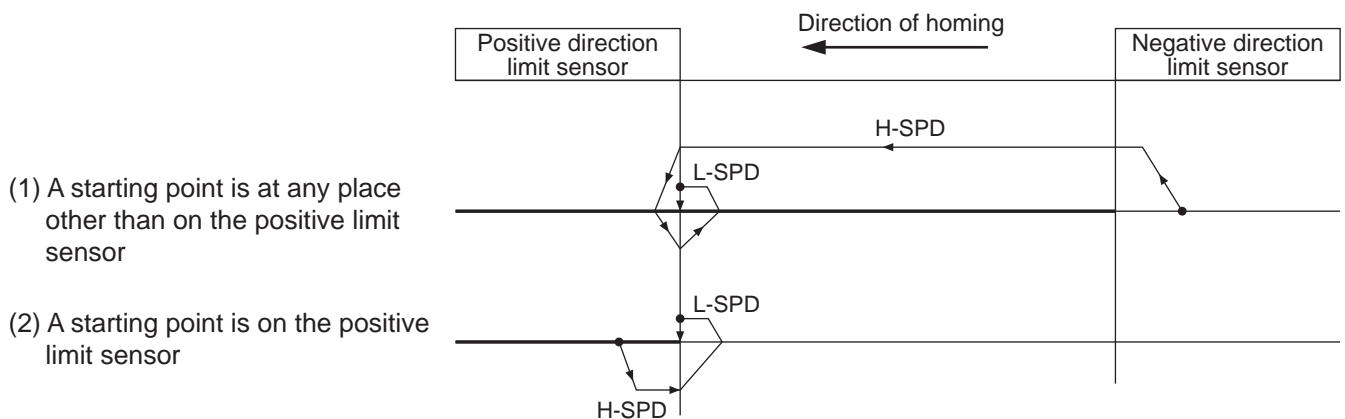 Direction of homing
Positive direction
limit sensor
Negative direction
limit sensor
H-SPD
(1) A starting point is at any place
other than on the positive limit
sensor
L-SPD
(2) A starting point is on the positive
limit sensor
L-SPD
H-SPD